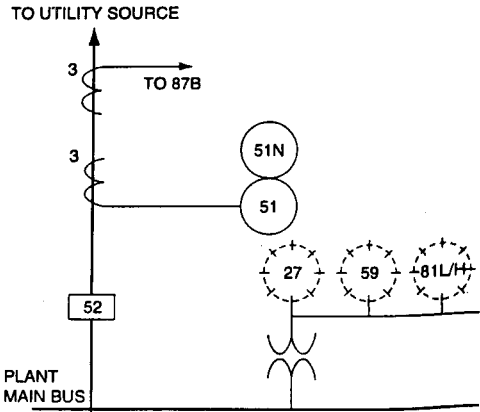 TO UTILITY SOURCE
3
TO 87B
3
51N
51
27
59
81L/H
52
PLANT
MAIN BUS